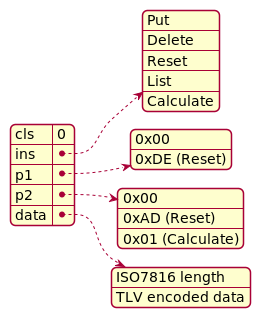 Put
Delete
Reset
List
Calculate
cls 0
ins
p1
p2
data
0x00
0xDE (Reset)
0x00
0xAD (Reset)
0x01 (Calculate)
ISO7816 length
TLV encoded data